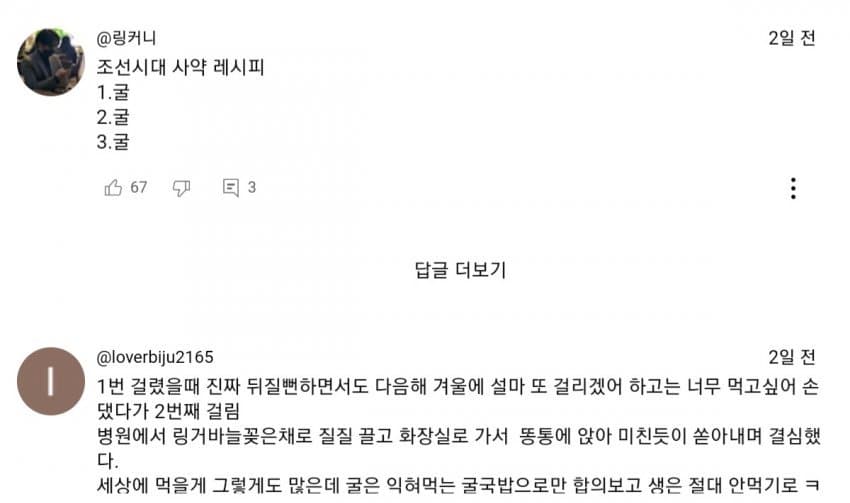 @링커니
2일 전
조선시대 사약 레시피
1.굴
2.굴
3.굴
67
3
답글 더보기
I
@loverbiju2165
2일 전
1번 걸렸을때 진짜 뒤질뻔하면서도 다음해 겨울에 설마 또 걸리겠어 하고는 너무 먹고싶어 손
댔다가 2번째 걸림
병원에서 링거바늘꽂은채로 질질 끌고 화장실로 가서 똥통에 앉아 미친듯이 쏟아내며 결심했
다.
세상에 먹을게 그렇게도 많은데 굴은 익혀먹는 굴국밥으로만 합의보고 생은 절대 안먹기로 ㅋ